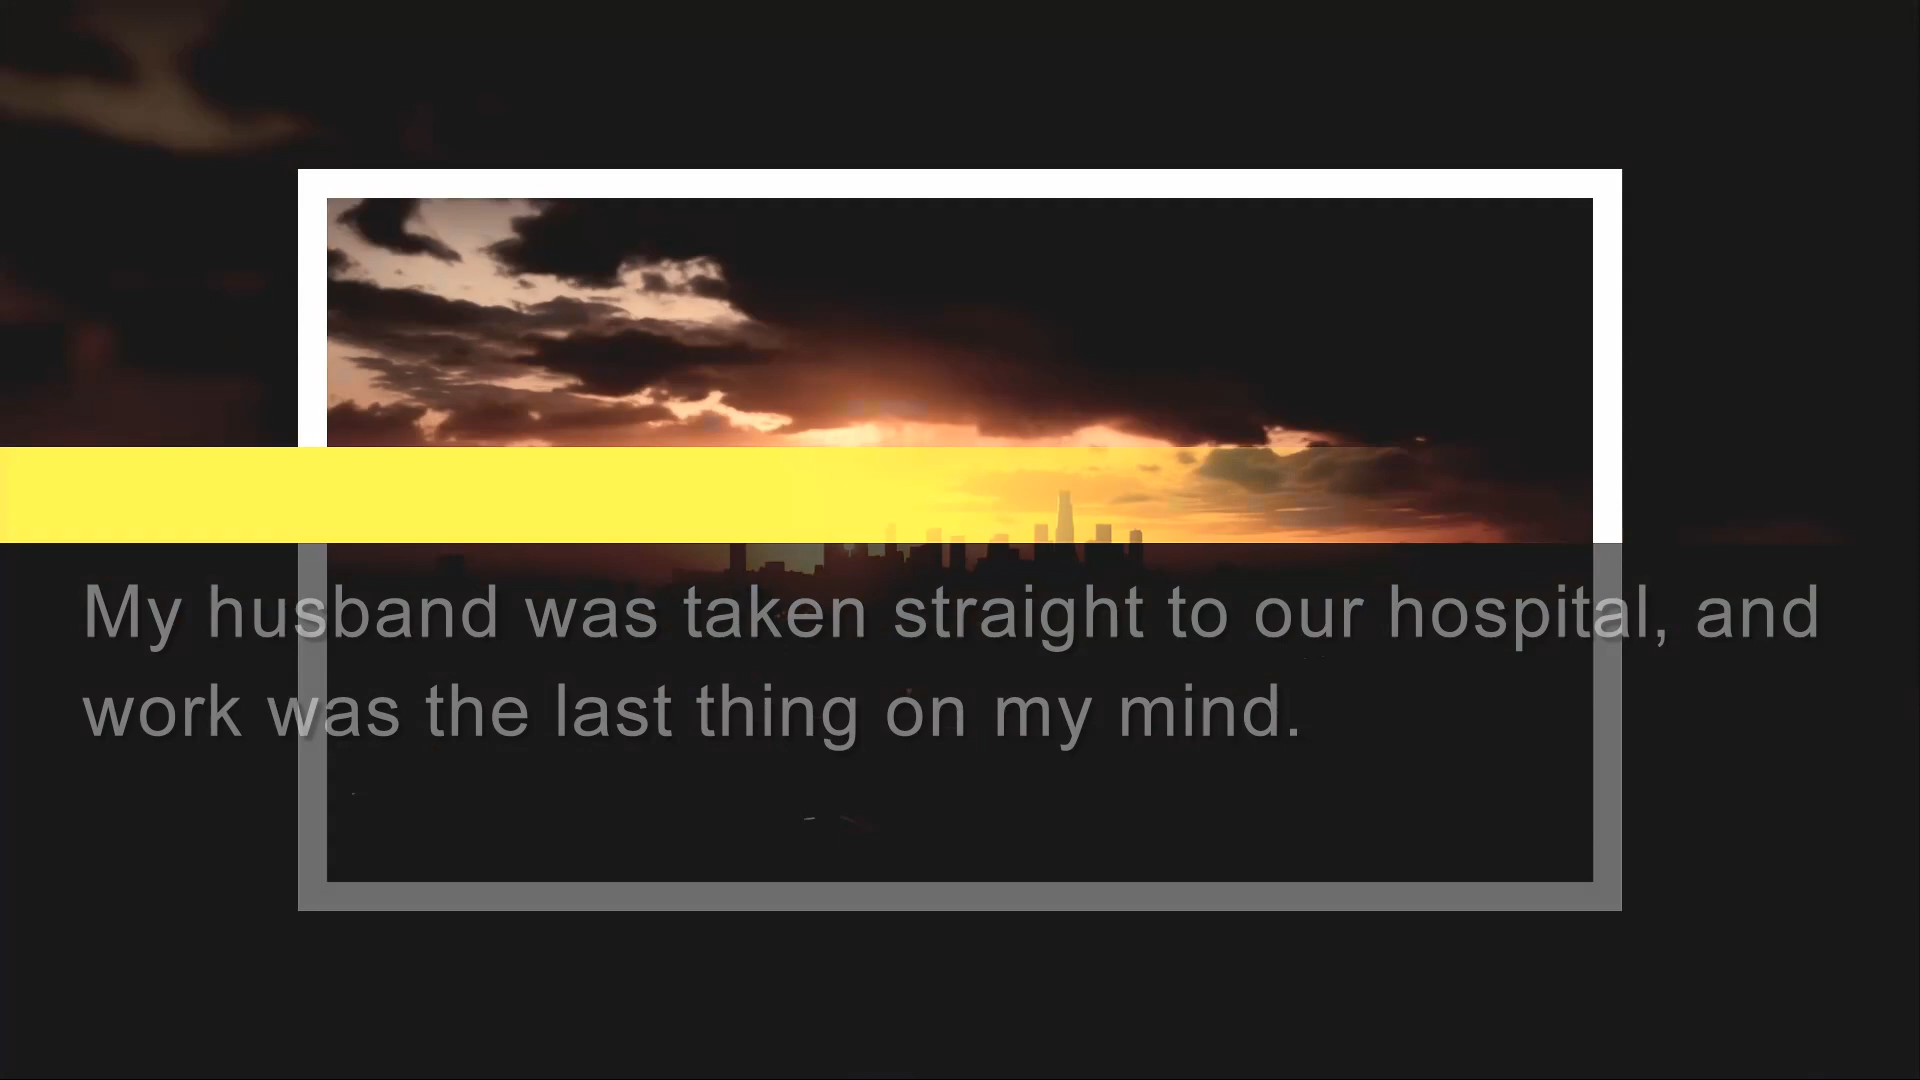 My husband was taken straight to our hospital, and
work was the last thing on my mind.